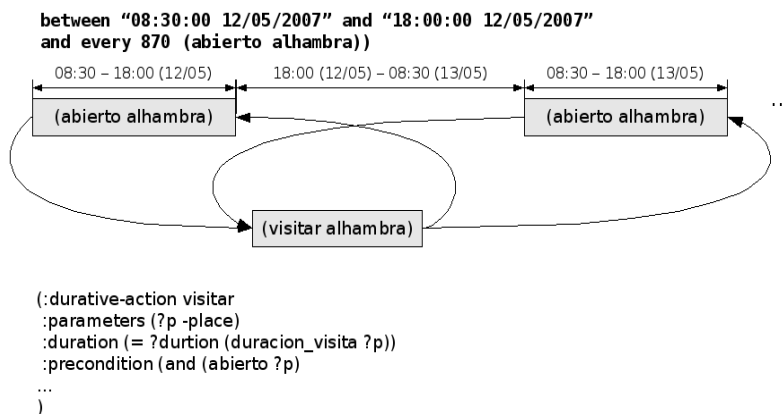 between “08:30:00 12/05/2007” and “18:00:00 12/05/2007”
and every 870 (abierto alhambra))
08:30 – 18:00 (12/05) 18:00 (12/05) – 08:30 (13/05) 08:30 – 18:00 (13/05)
(abierto alhambra) (abierto alhambra) ..
(visitar alhambra)
(:durative-action visitar
:parameters (?p -place)
:duration (= ?durtion (duracion_visita ?p))
:precondition (and (abierto ?p)
...
)